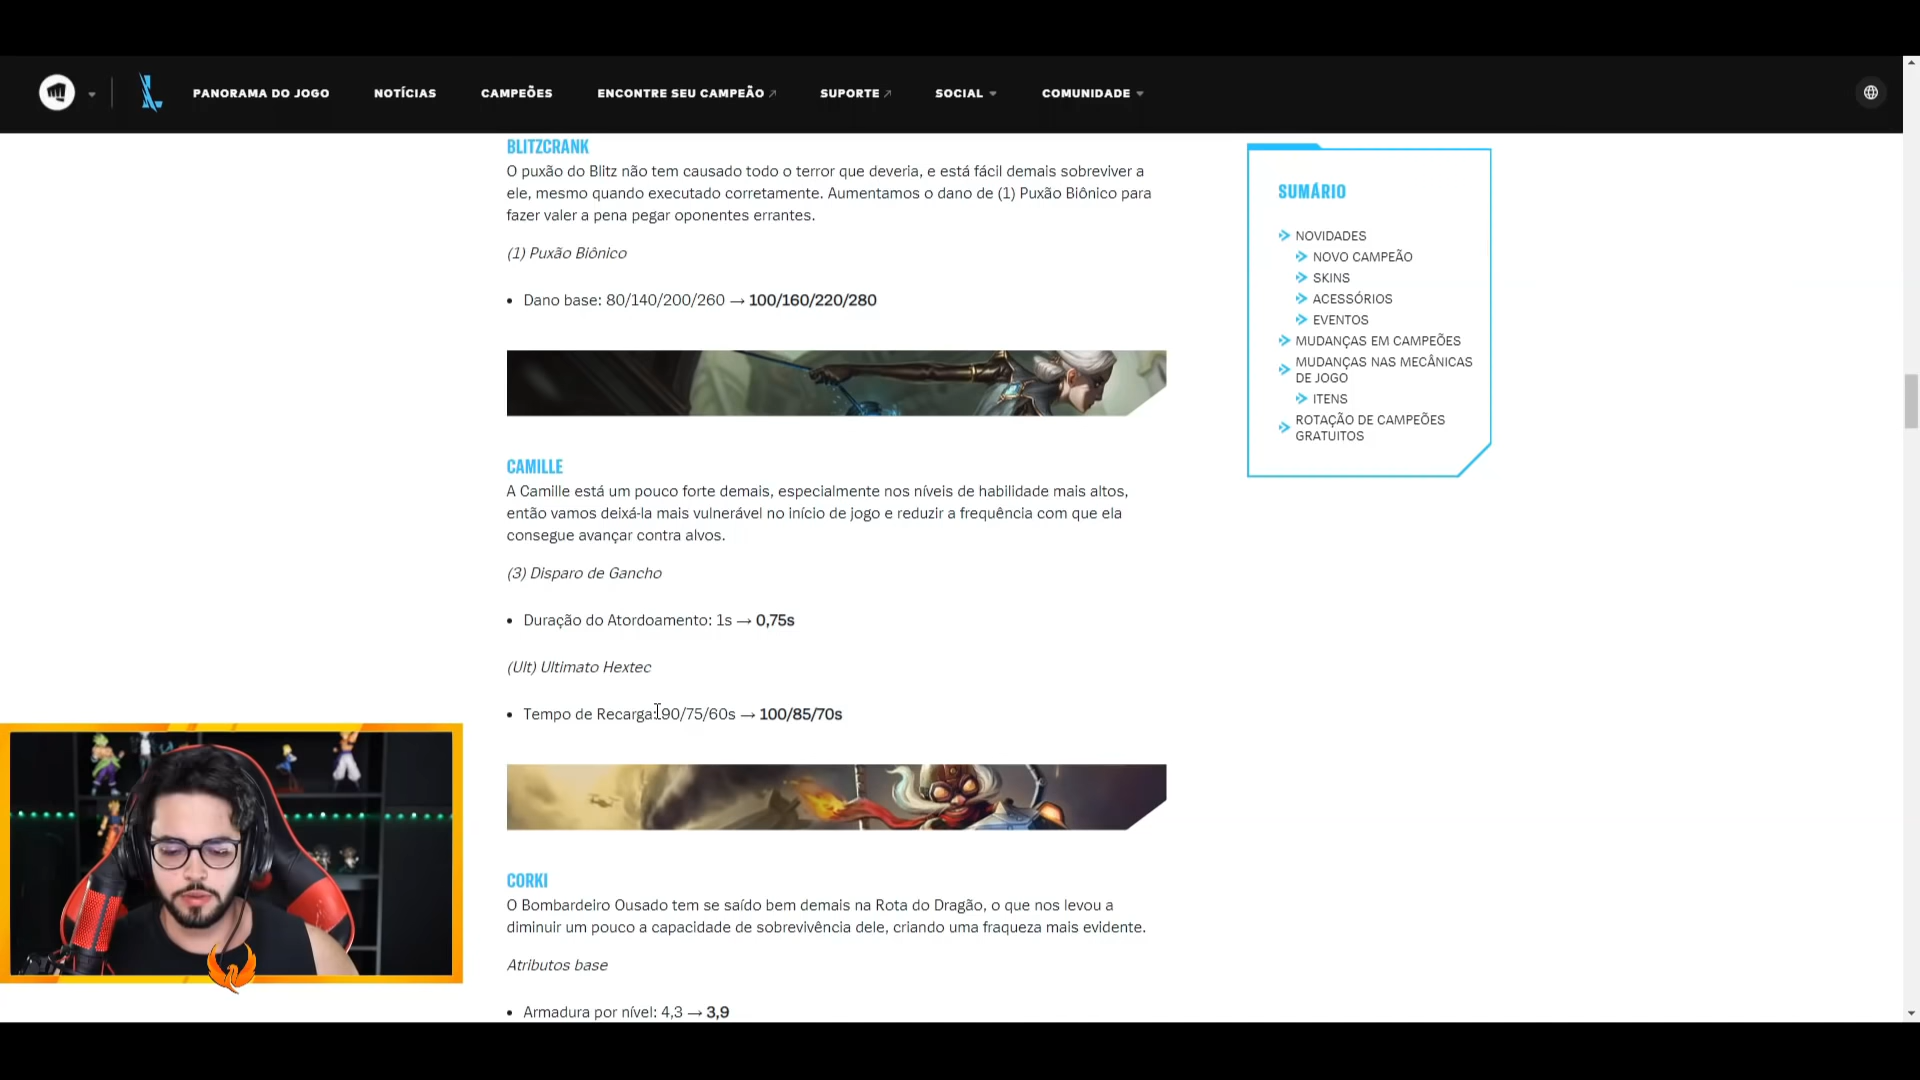 PANORAMA DO JOGO NOTÍCIAS CAMPEÕES ENCONTRE SEU CAMPEÃO SUPORTE SOCIAL COMUNIDADE
BLITZCRANK
O puxão do Blitz não tem causado todo o terror que deveria, e está fácil demais sobreviver a
ele, mesmo quando executado corretamente. Aumentamos o dano de (1) Puxão Biônico para
fazer valer a pena pegar oponentes errantes.
(1) Puxão Biônico
• Dano base: 80/140/200/260 → 100/160/220/280
CAMILLE
A Camille está um pouco forte demais, especialmente nos níveis de habilidade mais altos,
então vamos deixá-la mais vulnerável no início de jogo e reduzir a frequência com que ela
consegue avançar contra alvos.
(3) Disparo de Gancho
• Duração do Atordoamento: 1s → 0,75s
(Ult) Ultimato Hextec
• Tempo de Recarga: 90/75/60s → 100/85/70s
CORKI
O Bombardeiro Ousado tem se saído bem demais na Rota do Dragão, o que nos levou a
diminuir um pouco a capacidade de sobrevivência dele, criando uma fraqueza mais evidente.
Atributos base
• Armadura por nível: 4,3 → 3,9
SUMÁRIO
NOVIDADES
NOVO CAMPEÃO
SKINS
ACESSÓRIOS
EVENTOS
MUDANÇAS EM CAMPEÕES
MUDANÇAS NAS MECÂNICAS
DE JOGO
ITENS
ROTAÇÃO DE CAMPEÕES
GRATUITOS